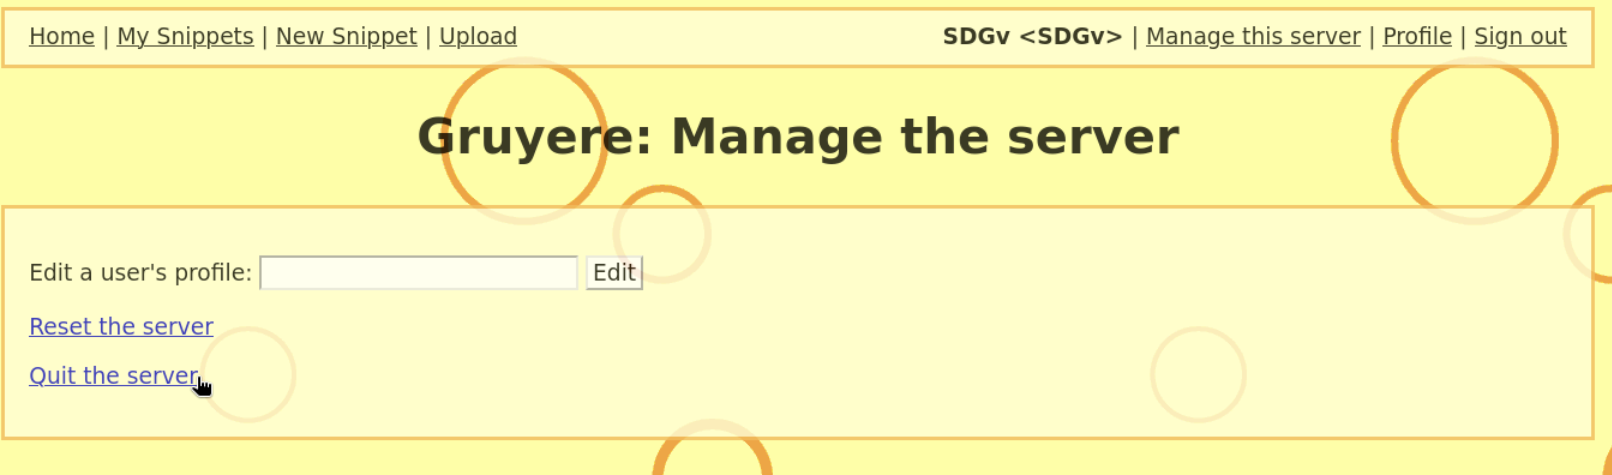 Home | My Snippets | New Snippet | Upload SDGv <SDGv> | Manage this server | Profile | Sign out
Gruyere: Manage the server
Edit a user's profile: Edit
Reset the server
Quit the server